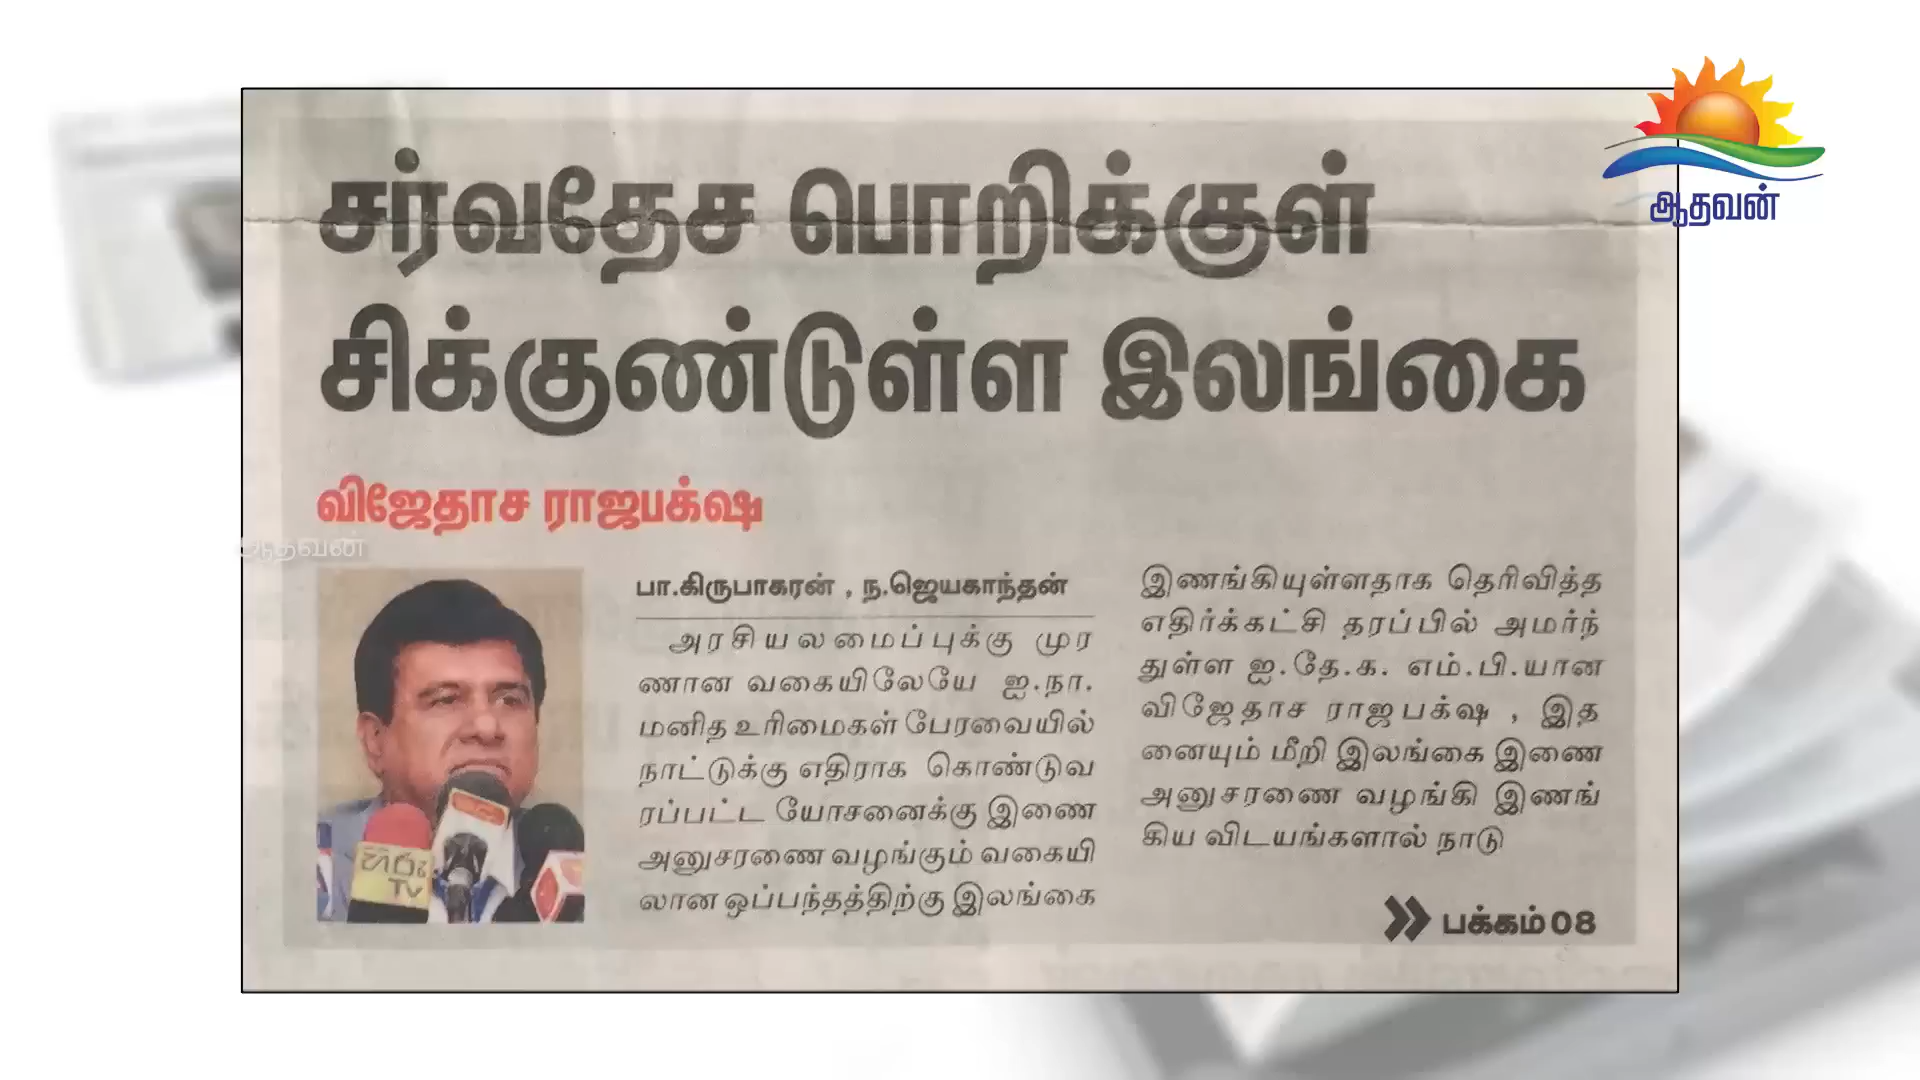 ஆதவன்
சர்வதேச பொறிக்குள்
சிக்குண்டுள்ள இலங்கை
விஜேதாச ராஜபக்ஷ
ஆதவன்
හිරු
TV
பா.கிருபாகரன் , ந.ஜெயகாந்தன்
அரசியலமைப்புக்கு முர
ணான வகையிலேயே ஐ.நா.
மனித உரிமைகள் பேரவையில்
நாட்டுக்கு எதிராக கொண்டுவ
ரப்பட்ட யோசனைக்கு இணை
அனுசரணை வழங்கும் வகையி
லான ஒப்பந்தத்திற்கு இலங்கை
இணங்கியுள்ளதாக தெரிவித்த
எதிர்க்கட்சி தரப்பில் அமர்ந்
துள்ள ஐ.தே.க. எம்.பி.யான
விஜேதாச ராஜபக்ஷ , இத
னையும் மீறி இலங்கை இணை
அனுசரணை வழங்கி இணங்
கிய விடயங்களால் நாடு
பக்கம் 08